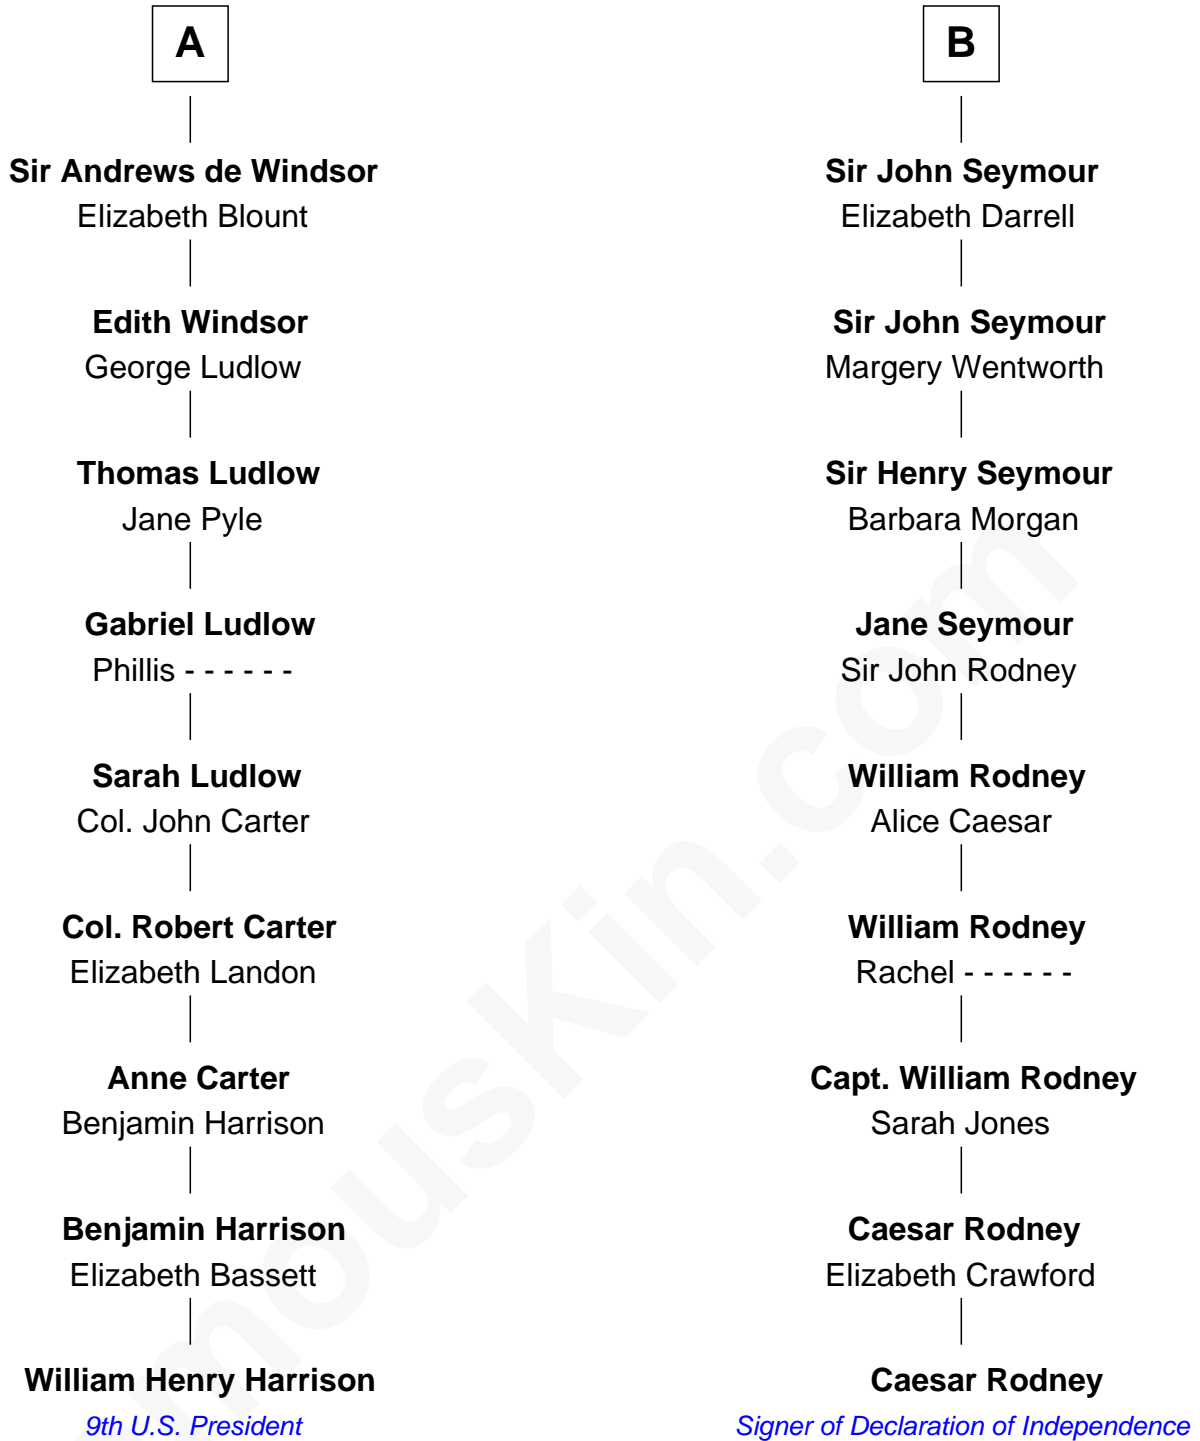 A
Sir Andrews de Windsor
Elizabeth Blount
Edith Windsor
George Ludlow
Thomas Ludlow
Jane Pyle
Gabriel Ludlow
Phillis - - - - - -
Sarah Ludlow
Col. John Carter
Col. Robert Carter
Elizabeth Landon
Anne Carter
Benjamin Harrison
Benjamin Harrison
Elizabeth Bassett
William Henry Harrison
9th U.S. President
B
Sir John Seymour
Elizabeth Darrell
Sir John Seymour
Margery Wentworth
Sir Henry Seymour
Barbara Morgan
Jane Seymour
Sir John Rodney
William Rodney
Alice Caesar
William Rodney
Rachel - - - - - -
Capt. William Rodney
Sarah Jones
Caesar Rodney
Elizabeth Crawford
Caesar Rodney
Signer of Declaration of Independence
mousKin.com